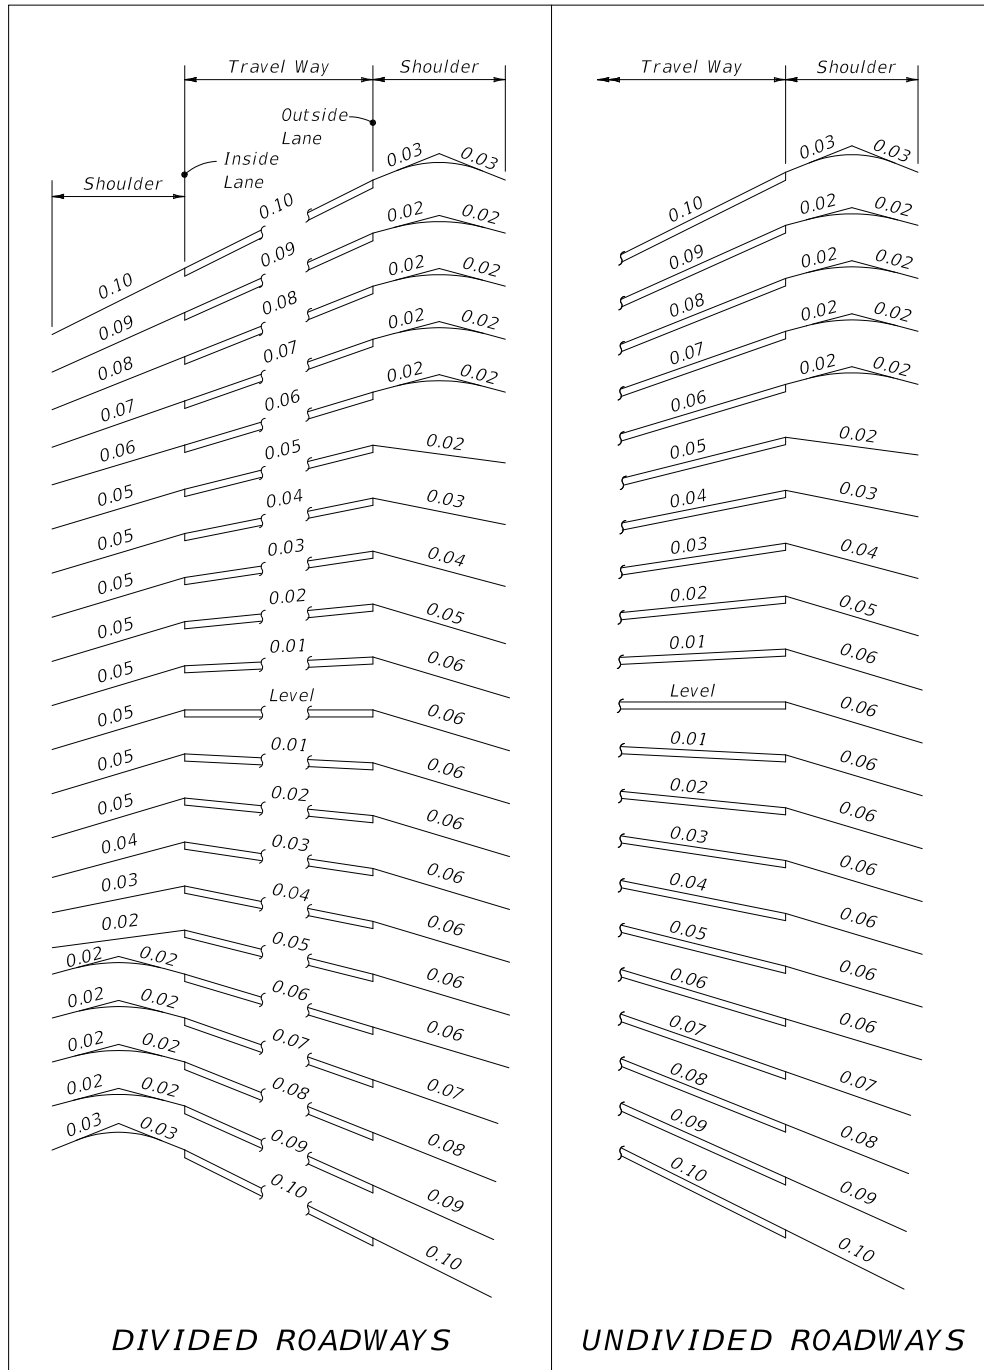 Travel Way Shoulder
Outside
Lane
Inside
Lane
Shoulder
0.10 0.10 0.03 0.03
0.09 0.09 0.02 0.02
0.08 0.08 0.02 0.02
0.07 0.07 0.02 0.02
0.06 0.06 0.02 0.02
0.05 0.05 0.02
0.05 0.04 0.03
0.05 0.03 0.04
0.05 0.02 0.05
0.05 0.01 0.06
0.05 Level 0.06
0.05 0.01 0.06
0.05 0.02 0.06
0.04 0.03 0.06
0.03 0.04 0.06
0.02 0.05 0.06
0.02 0.02 0.06 0.06
0.02 0.02 0.07 0.07
0.02 0.02 0.08 0.08
0.02 0.02 0.09 0.09
0.03 0.03 0.10 0.10
DIVIDED ROADWAYS
Travel Way Shoulder
0.10 0.03 0.03
0.09 0.02 0.02
0.08 0.02 0.02
0.07 0.02 0.02
0.06 0.02 0.02
0.05 0.02
0.04 0.03
0.03 0.04
0.02 0.05
0.01 0.06
Level 0.06
0.01 0.06
0.02 0.06
0.03 0.06
0.04 0.06
0.05 0.06
0.06 0.06
0.07 0.07
0.08 0.08
0.09 0.09
0.10 0.10
UNDIVIDED ROADWAYS